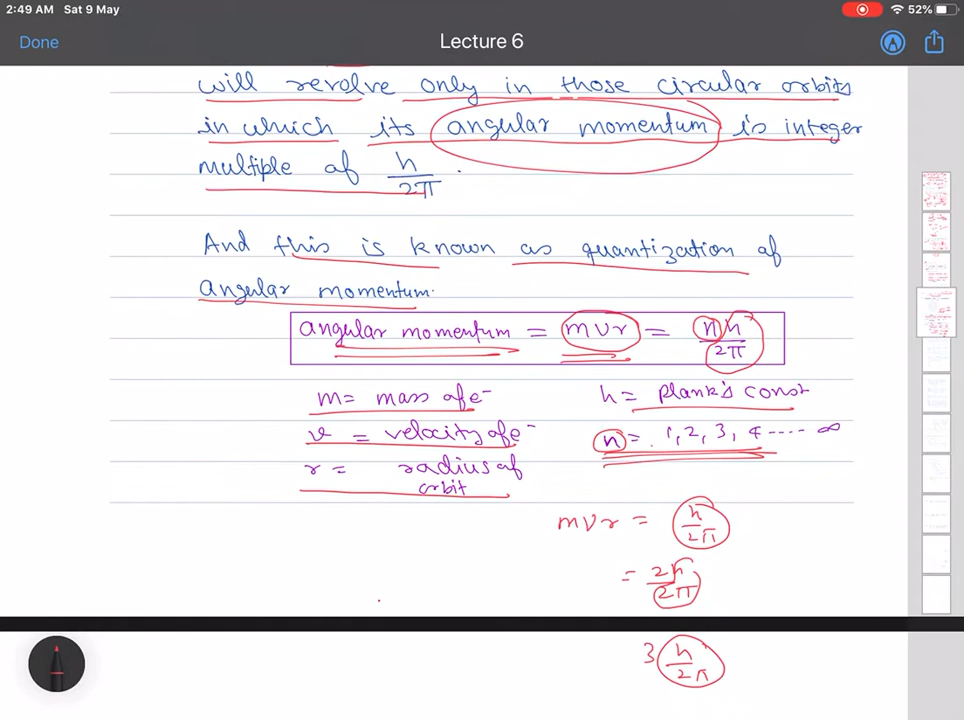 2:49 AM Sat 9 May
52%
Done
Lecture 6
will revolve only in those circular orbits
in which its angular momentum is integer
multiple of h/2π.
And this is known as quantization of
angular momentum.
angular momentum = mvr = nh/2π
m = mass of e⁻
h = plank's const
v = velocity of e⁻
n = 1, 2, 3, 4 ---- ∞
r = radius of
orbit
mvr = h/2π
= 2h/2π
3 h/2π